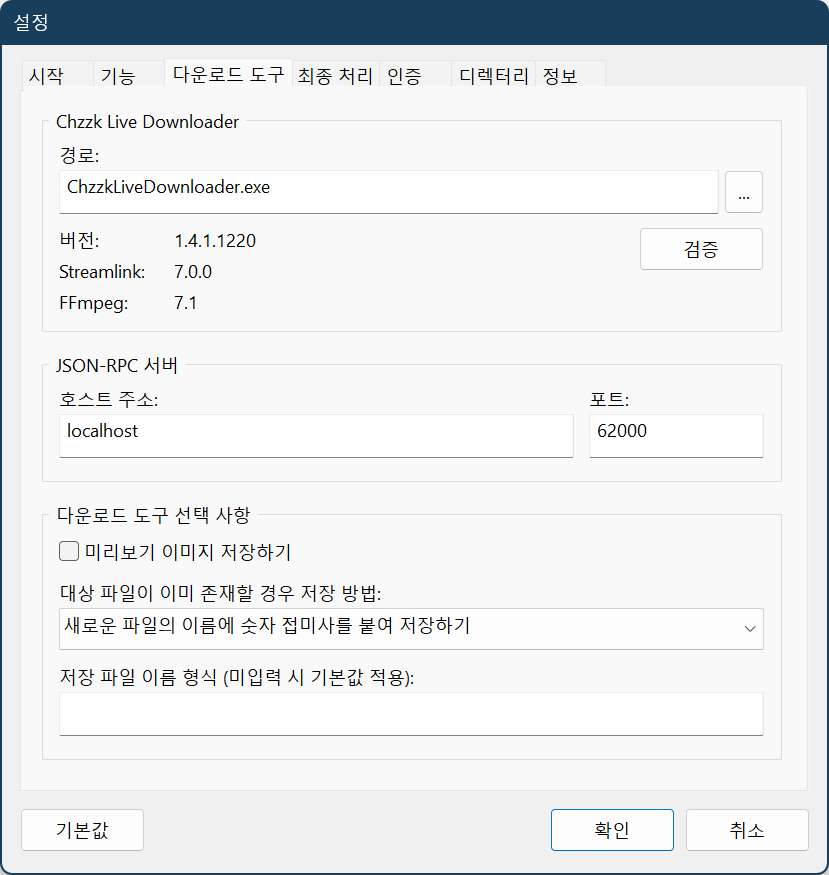 설정
시작 기능 다운로드 도구 최종 처리 인증 디렉터리 정보
Chzzk Live Downloader
경로:
ChzzkLiveDownloader.exe ...
버전: 1.4.1.1220
검증
Streamlink: 7.0.0
FFmpeg: 7.1
JSON-RPC 서버
호스트 주소: 포트:
localhost 62000
다운로드 도구 선택 사항
미리보기 이미지 저장하기
대상 파일이 이미 존재할 경우 저장 방법:
새로운 파일의 이름에 숫자 접미사를 붙여 저장하기
저장 파일 이름 형식 (미입력 시 기본값 적용):
기본값 확인 취소